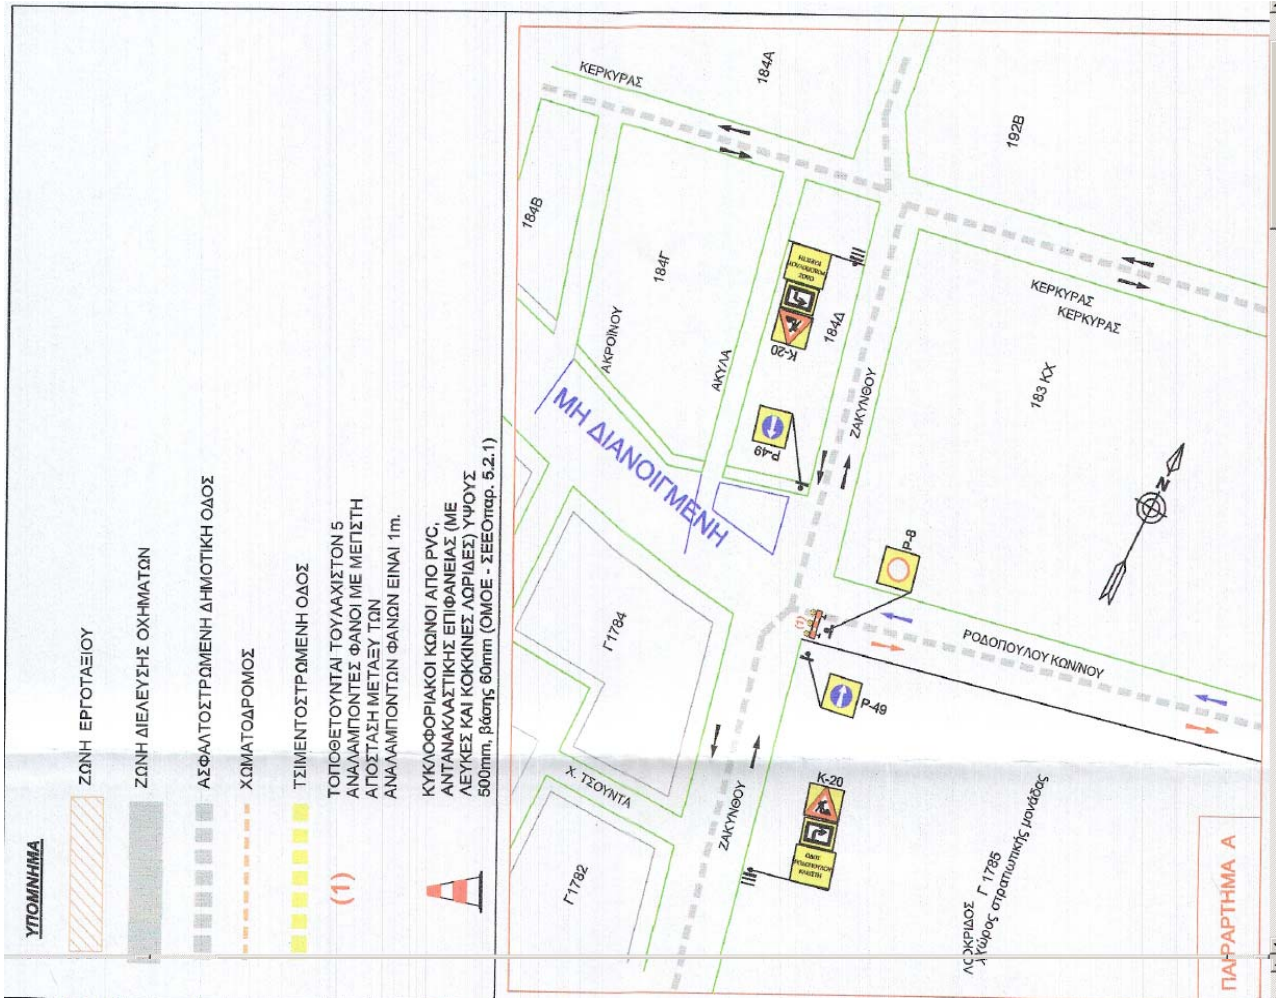 ΥΠΟΜΝΗΜΑ
ΖΩΝΗ ΕΡΓΟΤΑΞΙΟΥ
ΖΩΝΗ ΔΙΕΛΕΥΣΗΣ ΟΧΗΜΑΤΩΝ
ΑΣΦΑΛΤΟΣΤΡΩΜΕΝΗ ΔΗΜΟΤΙΚΗ ΟΔΟΣ
ΧΩΜΑΤΟΔΡΟΜΟΣ
ΤΣΙΜΕΝΤΟΣΤΡΩΜΕΝΗ ΟΔΟΣ
(1)
ΤΟΠΟΘΕΤΟΥΝΤΑΙ ΤΟΥΛΑΧΙΣΤΟΝ 5
ΑΝΑΛΑΜΠΟΝΤΕΣ ΦΑΝΟΙ ΜΕ ΜΕΓΙΣΤΗ
ΑΠΟΣΤΑΣΗ ΜΕΤΑΞΥ ΤΩΝ
ΑΝΑΛΑΜΠΟΝΤΩΝ ΦΑΝΩΝ ΕΙΝΑΙ 1m.
ΚΥΚΛΟΦΟΡΙΑΚΟΙ ΚΩΝΟΙ ΑΠΟ PVC,
ΑΝΤΑΝΑΚΛΑΣΤΙΚΗΣ ΕΠΙΦΑΝΕΙΑΣ (ΜΕ
ΛΕΥΚΕΣ ΚΑΙ ΚΟΚΚΙΝΕΣ ΛΩΡΙΔΕΣ) ΥΨΟΥΣ
500mm, βάσης 60mm (ΟΜΟΕ - ΣΕΕΟπαρ. 5.2.1)
ΚΕΡΚΥΡΑΣ
184Α
184Β
192Β
184Γ
ΑΚΡΟΪΝΟΥ
ΑΚΥΛΑ
Κ-20
184Δ
ΚΕΡΚΥΡΑΣ
ΚΕΡΚΥΡΑΣ
183 ΚΧ
ΖΑΚΥΝΘΟΥ
ΜΗ ΔΙΑΝΟΙΓΜΕΝΗ
Ρ-49
Ν
Ρ-8
(1)
ΡΟΔΟΠΟΥΛΟΥ ΚΩΝ/ΝΟΥ
Γ1784
Ρ-49
Χ. ΤΣΟΥΝΤΑ
ΖΑΚΥΝΘΟΥ
Κ-20
Γ1782
ΛΟΚΡΙΔΟΣ Γ 1785
Χώρος στρατιωτικής μονάδας
ΠΑΡΑΡΤΗΜΑ Α